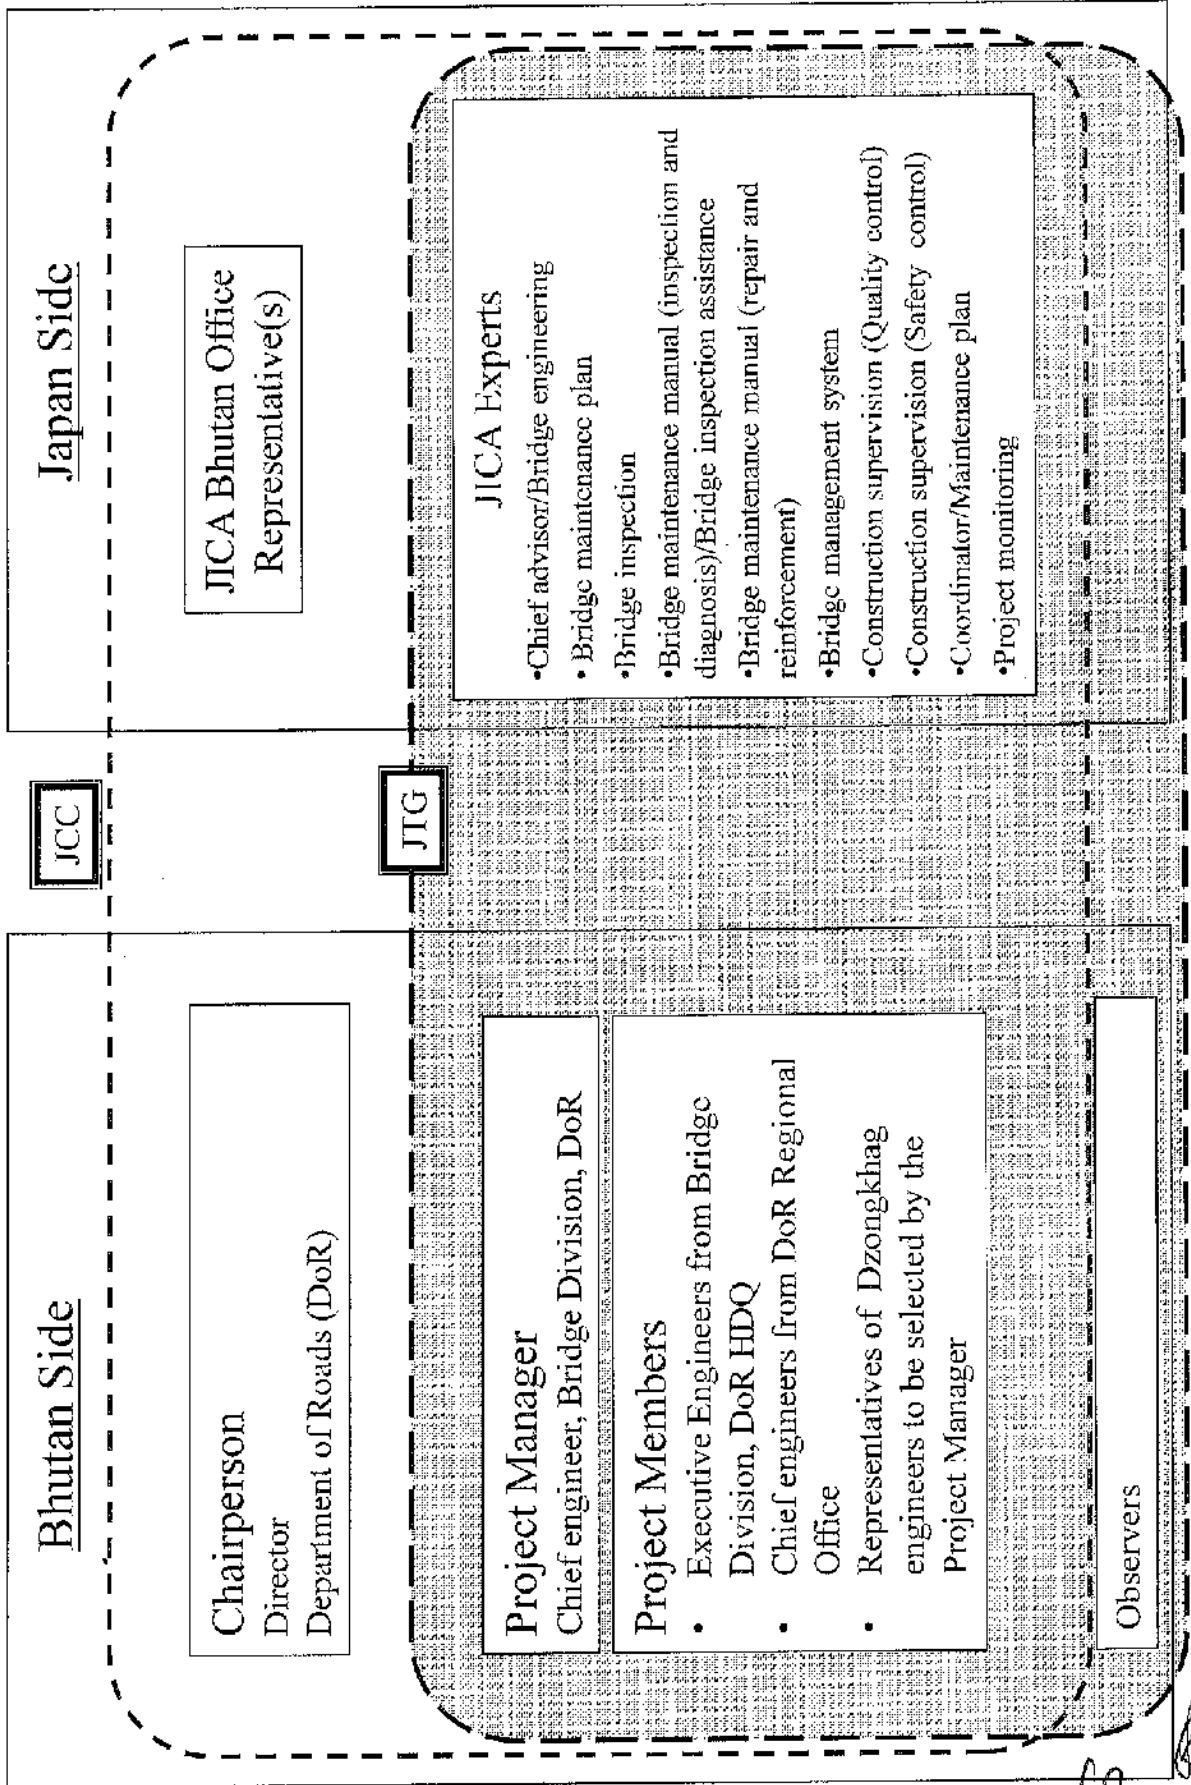 Bhutan Side
Japan Side
JCC
Chairperson
Director
Department of Roads (DoR)
JICA Bhutan Office
Representative(s)
JTG
Project Manager
Chief engineer, Bridge Division, DoR
Project Members
• Executive Engineers from Bridge
Division, DoR HDQ
• Chief engineers from DoR Regional
Office
• Representatives of Dzongkhag
engineers to be selected by the
Project Manager
Observers
JICA Experts
•Chief advisor/Bridge engineering
• Bridge maintenance plan
•Bridge inspection
•Bridge maintenance manual (inspection and
diagnosis)/Bridge inspection assistance
•Bridge maintenance manual (repair and
reinforcement)
•Bridge management system
•Construction supervision (Quality control)
•Construction supervision (Safety control)
•Coordinator/Maintenance plan
•Project monitoring